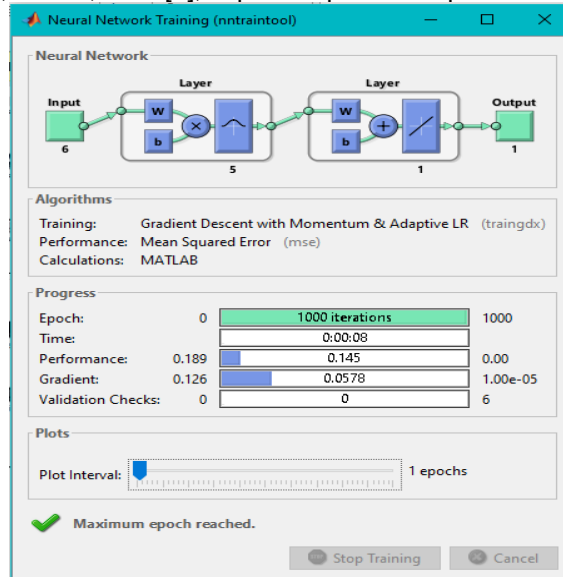 Neural Network Training (nntraintool)
Neural Network
Layer Layer
Input W W Output
b b
6 5 1 1
Algorithms
Training: Gradient Descent with Momentum & Adaptive LR (traingdx)
Performance: Mean Squared Error (mse)
Calculations: MATLAB
Progress
Epoch: 0 1000 iterations 1000
Time: 0:00:08
Performance: 0.189 0.145 0.00
Gradient: 0.126 0.0578 1.00e-05
Validation Checks: 0 0 6
Plots
Plot Interval: 1 epochs
Maximum epoch reached.
Stop Training Cancel